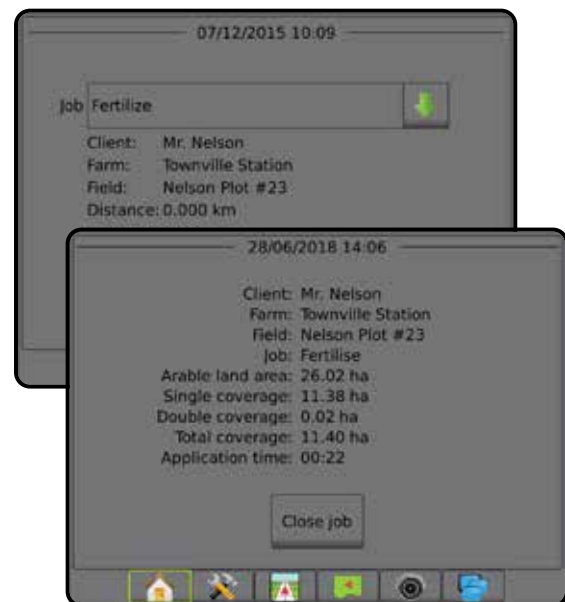 07/12/2015 10:09
Job Fertilize
Client: Mr. Nelson
Farm: Townville Station
Field: Nelson Plot #23
Distance: 0.000 km
28/06/2018 14:06
Client: Mr. Nelson
Farm: Townville Station
Field: Nelson Plot #23
Job: Fertilise
Arable land area: 26.02 ha
Single coverage: 11.38 ha
Double coverage: 0.02 ha
Total coverage: 11.40 ha
Application time: 00:22
Close job